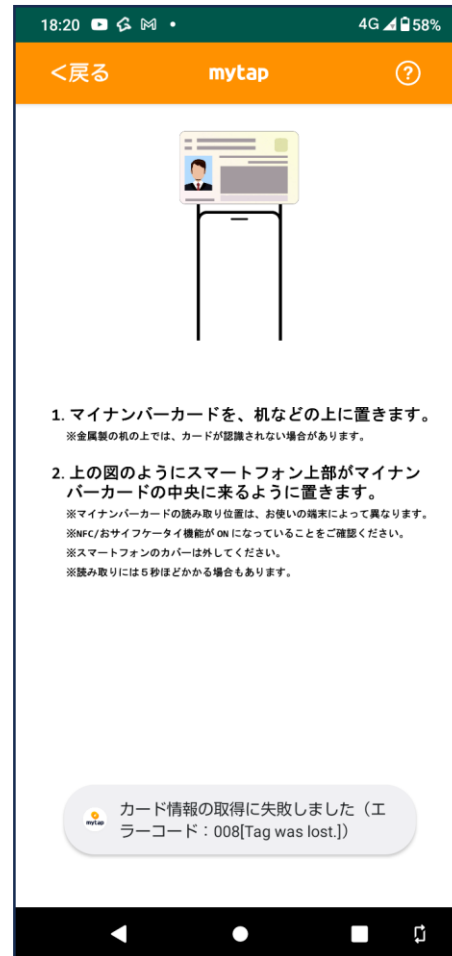 18:20
4G 58%
<戻る mytap ?
1. マイナンバーカードを、机などの上に置きます。
※金属製の机の上では、カードが認識されない場合があります。
2. 上の図のようにスマートフォン上部がマイナン
バーカードの中央に来るように置きます。
※マイナンバーカードの読み取り位置は、お使いの端末によって異なります。
※NFC/おサイフケータイ機能が ON になっていることをご確認ください。
※スマートフォンのカバーは外してください。
※読み取りには５秒ほどかかる場合もあります。
mytap
カード情報の取得に失敗しました（エ
ラーコード：008[Tag was lost.]）